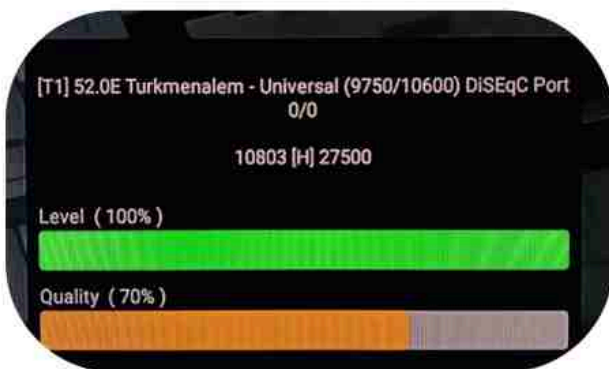 [T1] 52.0E Turkmenalem - Universal (9750/10600) DiSEqC Port
0/0
10803 [H] 27500
Level ( 100% )
Quality ( 70% )